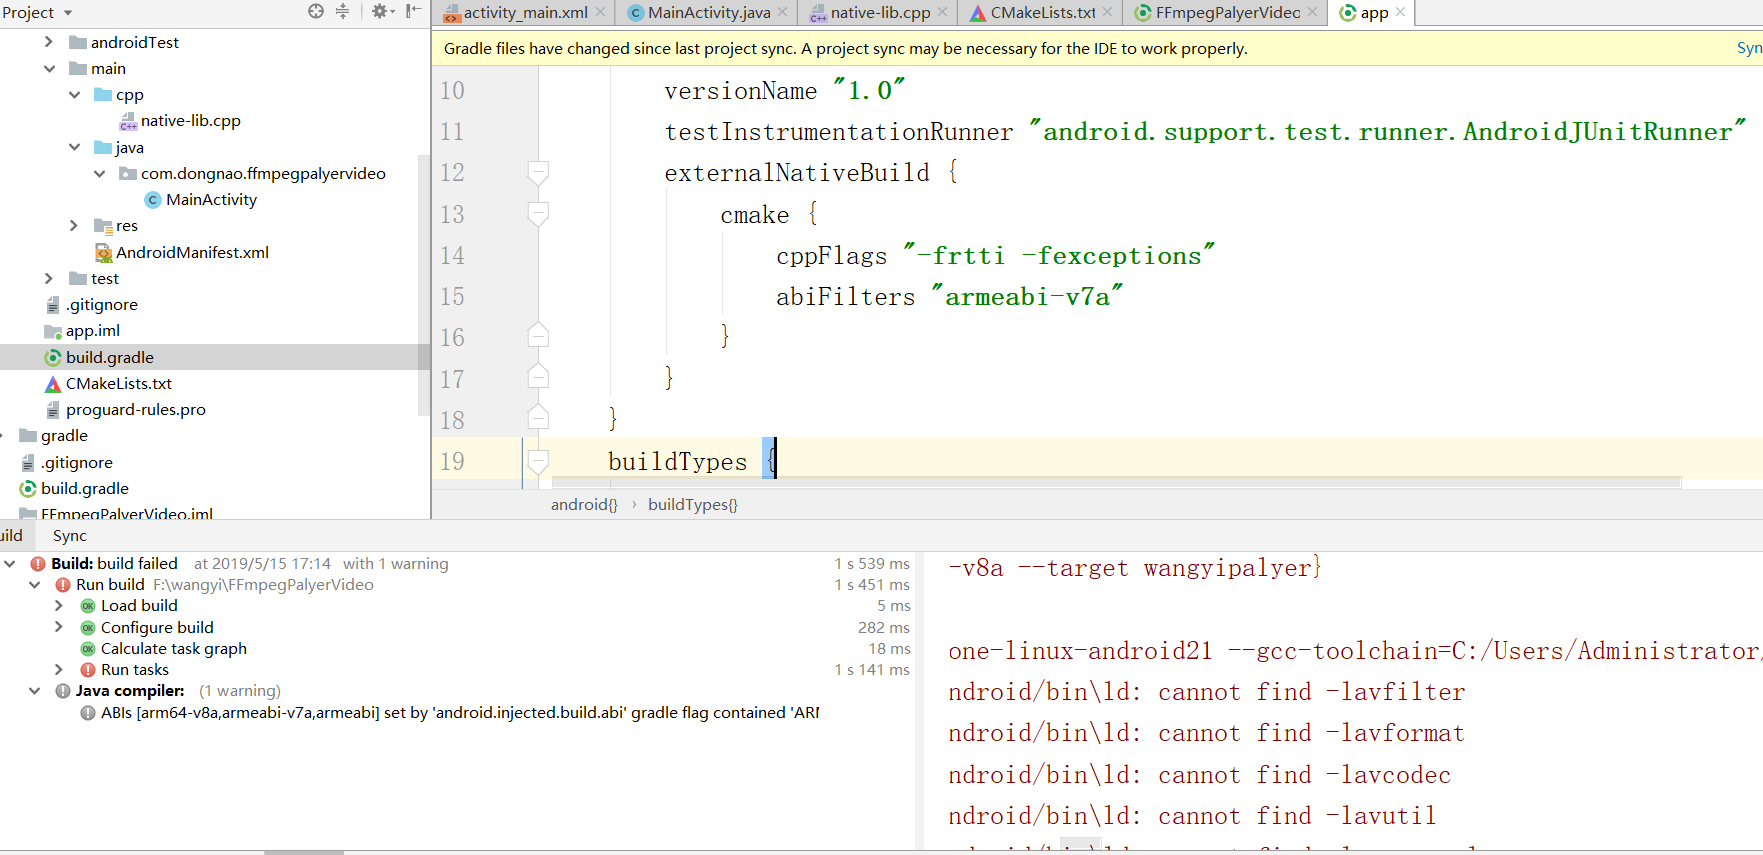 Project
activity_main.xml
MainActivity.java
native-lib.cpp
CMakeLists.txt
FFmpegPalyerVideo
app
Gradle files have changed since last project sync. A project sync may be necessary for the IDE to work properly.
Syn
androidTest
main
cpp
native-lib.cpp
java
com.dongnao.ffmpegpalyervideo
MainActivity
res
AndroidManifest.xml
test
.gitignore
app.iml
build.gradle
CMakeLists.txt
proguard-rules.pro
gradle
.gitignore
build.gradle
FFmpegPalyerVideo.iml
10 versionName "1.0"
11 testInstrumentationRunner "android.support.test.runner.AndroidJUnitRunner"
12 externalNativeBuild {
13 cmake {
14 cppFlags "-frtti -fexceptions"
15 abiFilters "armeabi-v7a"
16 }
17 }
18 }
19 buildTypes {
android{} › buildTypes{}
uild
Sync
Build: build failed at 2019/5/15 17:14 with 1 warning 1 s 539 ms
Run build F:\wangyi\FFmpegPalyerVideo 1 s 451 ms
Load build 5 ms
Configure build 282 ms
Calculate task graph 18 ms
Run tasks 1 s 141 ms
Java compiler: (1 warning)
ABIs [arm64-v8a,armeabi-v7a,armeabi] set by 'android.injected.build.abi' gradle flag contained 'ARM
-v8a --target wangyipalyer}
one-linux-android21 --gcc-toolchain=C:/Users/Administrator/
ndroid/bin\ld: cannot find -lavfilter
ndroid/bin\ld: cannot find -lavformat
ndroid/bin\ld: cannot find -lavcodec
ndroid/bin\ld: cannot find -lavutil